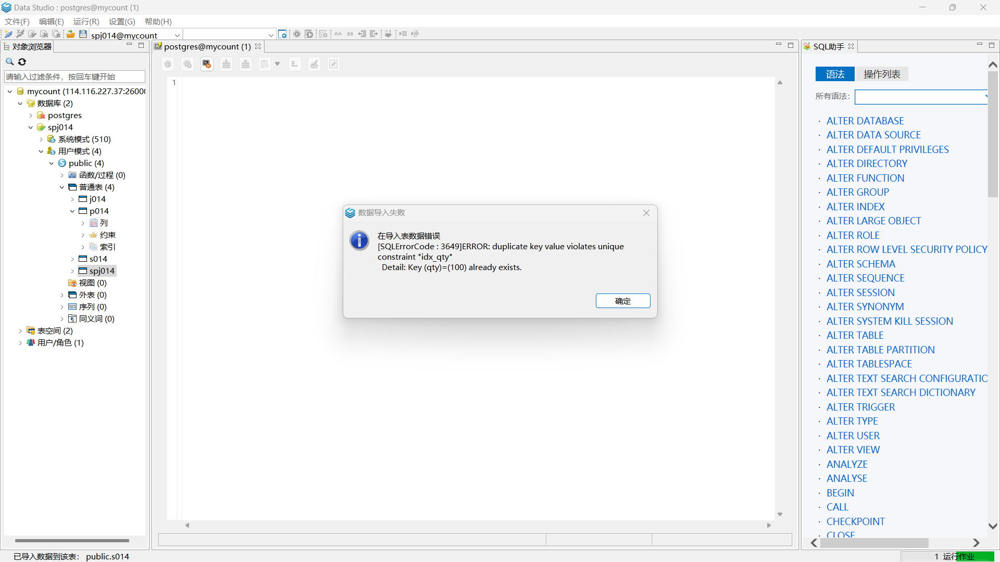 Data Studio : postgres@mycount (1)
文件(F) 编辑(E) 运行(R) 设置(G) 帮助(H)
spj014@mycount
对象浏览器
请输入过滤条件，按回车键开始
mycount (114.116.227.37:2600
数据库 (2)
postgres
spj014
系统模式 (510)
用户模式 (4)
public (4)
函数/过程 (0)
普通表 (4)
j014
p014
列
约束
索引
s014
spj014
视图 (0)
外表 (0)
序列 (0)
同义词 (0)
表空间 (2)
用户/角色 (1)
postgres@mycount (1)
1
数据导入失败
在导入表数据错误
[SQLErrorCode : 3649]ERROR: duplicate key value violates unique
constraint "idx_qty"
Detail: Key (qty)=(100) already exists.
确定
SQL助手
语法 操作列表
所有语法:
· ALTER DATABASE
· ALTER DATA SOURCE
· ALTER DEFAULT PRIVILEGES
· ALTER DIRECTORY
· ALTER FUNCTION
· ALTER GROUP
· ALTER INDEX
· ALTER LARGE OBJECT
· ALTER ROLE
· ALTER ROW LEVEL SECURITY POLICY
· ALTER SCHEMA
· ALTER SEQUENCE
· ALTER SESSION
· ALTER SYNONYM
· ALTER SYSTEM KILL SESSION
· ALTER TABLE
· ALTER TABLE PARTITION
· ALTER TABLESPACE
· ALTER TEXT SEARCH CONFIGURATIO
· ALTER TEXT SEARCH DICTIONARY
· ALTER TRIGGER
· ALTER TYPE
· ALTER USER
· ALTER VIEW
· ANALYZE
· ANALYSE
· BEGIN
· CALL
· CHECKPOINT
· CLOSE
已导入数据到该表: public.s014
1 运行作业